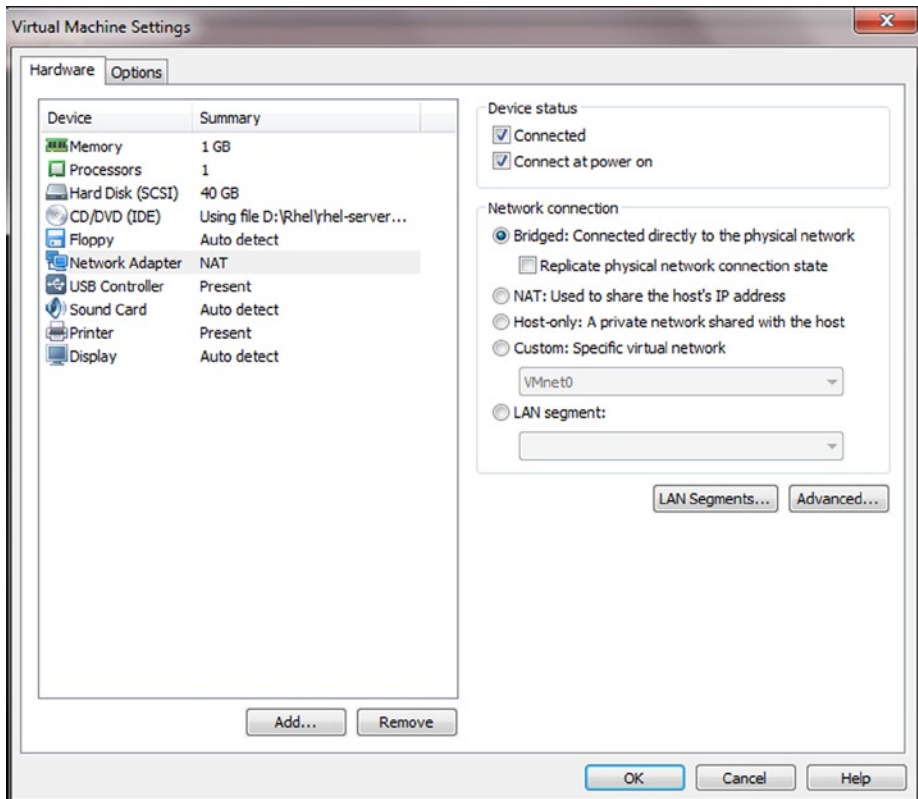 Virtual Machine Settings
Hardware Options
Device Summary
Memory 1 GB
Processors 1
Hard Disk (SCSI) 40 GB
CD/DVD (IDE) Using file D:\Rhel\rhel-server...
Floppy Auto detect
Network Adapter NAT
USB Controller Present
Sound Card Auto detect
Printer Present
Display Auto detect
Add... Remove
Device status
Connected
Connect at power on
Network connection
Bridged: Connected directly to the physical network
Replicate physical network connection state
NAT: Used to share the host's IP address
Host-only: A private network shared with the host
Custom: Specific virtual network
VMnet0
LAN segment:
LAN Segments... Advanced...
OK Cancel Help